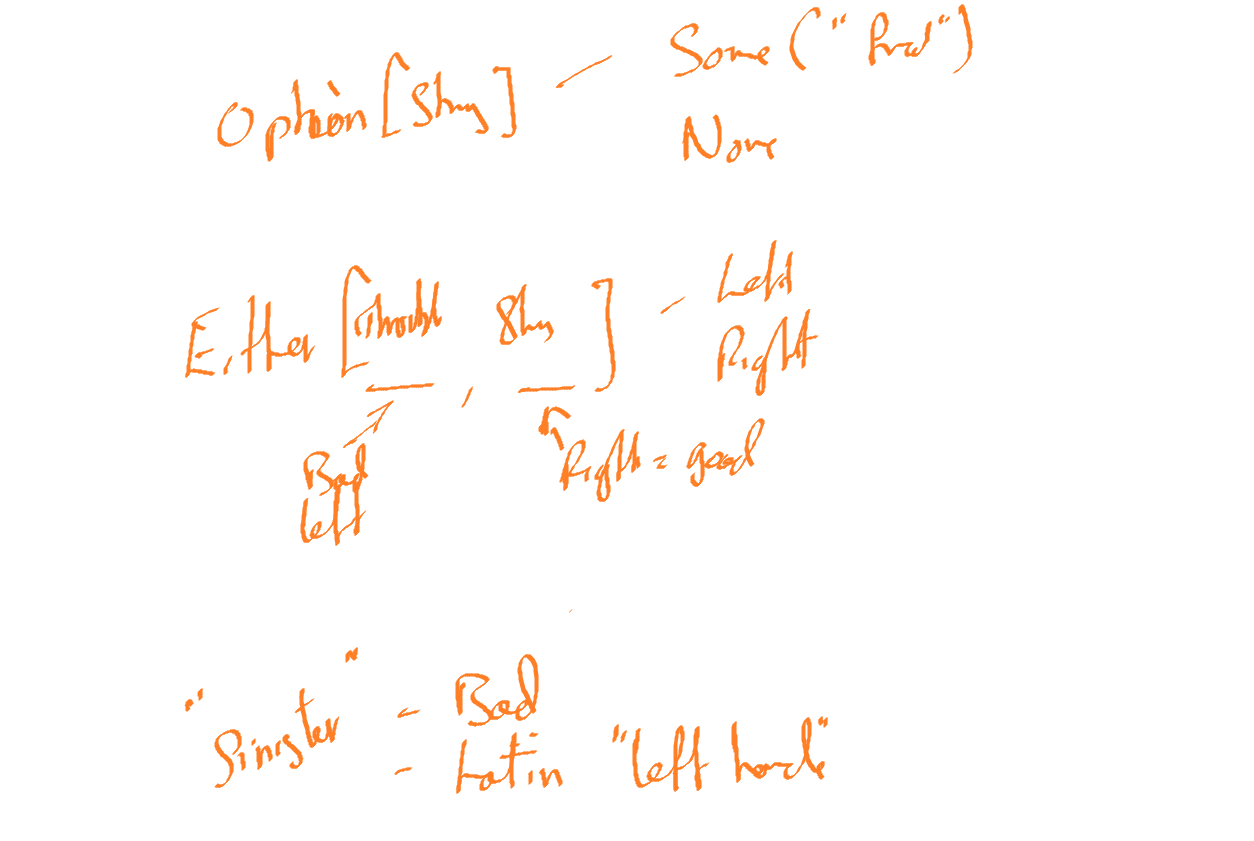 Option [String] - Some ("Fred")
None
Either [Throwable, String] - Left
Right
Bad
left
Right = good
"Sinister" - Bad
- Latin "left hand"